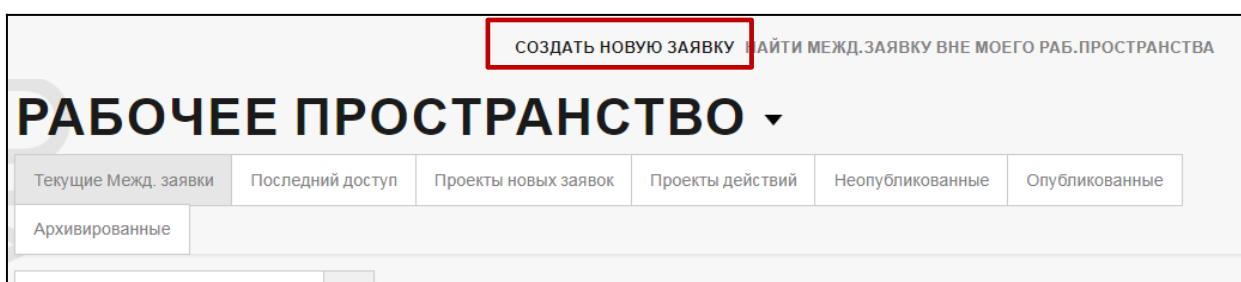 СОЗДАТЬ НОВУЮ ЗАЯВКУ НАЙТИ МЕЖД.ЗАЯВКУ ВНЕ МОЕГО РАБ.ПРОСТРАНСТВА
РАБОЧЕЕ ПРОСТРАНСТВО
Текущие Межд. заявки Последний доступ Проекты новых заявок Проекты действий Неопубликованные Опубликованные
Архивированные